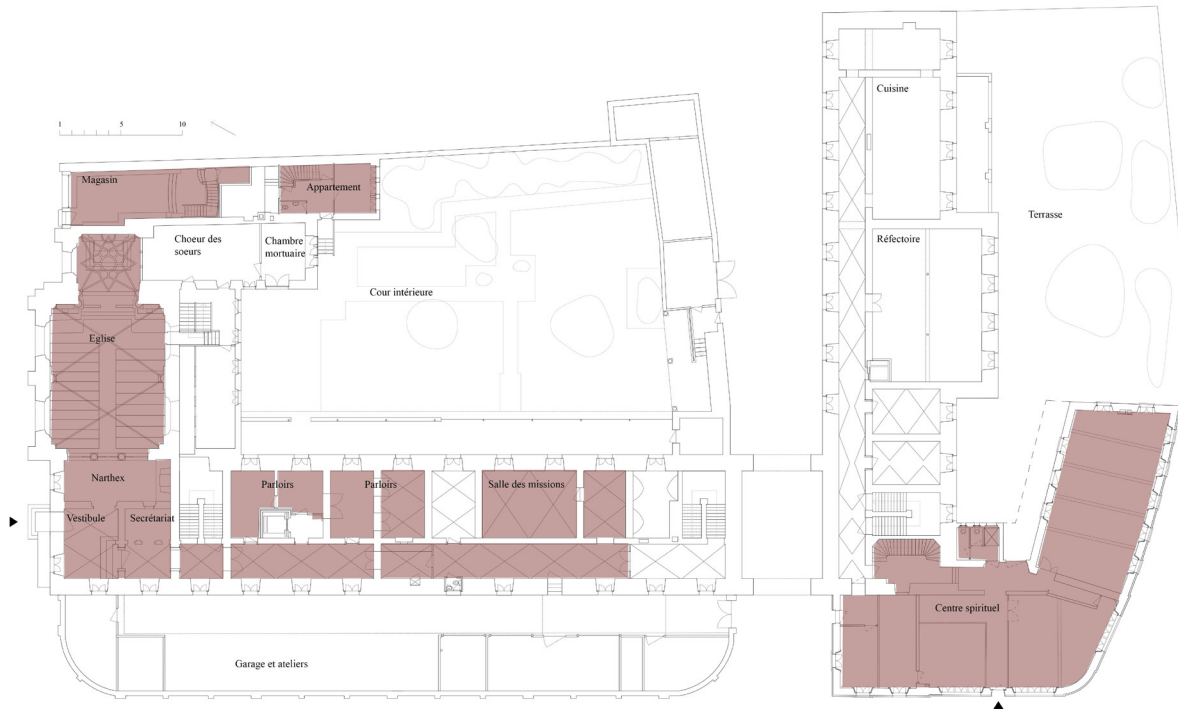 1 5 10
Magasin
Appartement
Choeur des
soeurs
Chambre
mortuaire
Cour intérieure
Eglise
Narthex
Vestibule
Secrétariat
Parloirs
Parloirs
Salle des missions
Garage et ateliers
Cuisine
Réfectoire
Terrasse
Centre spirituel